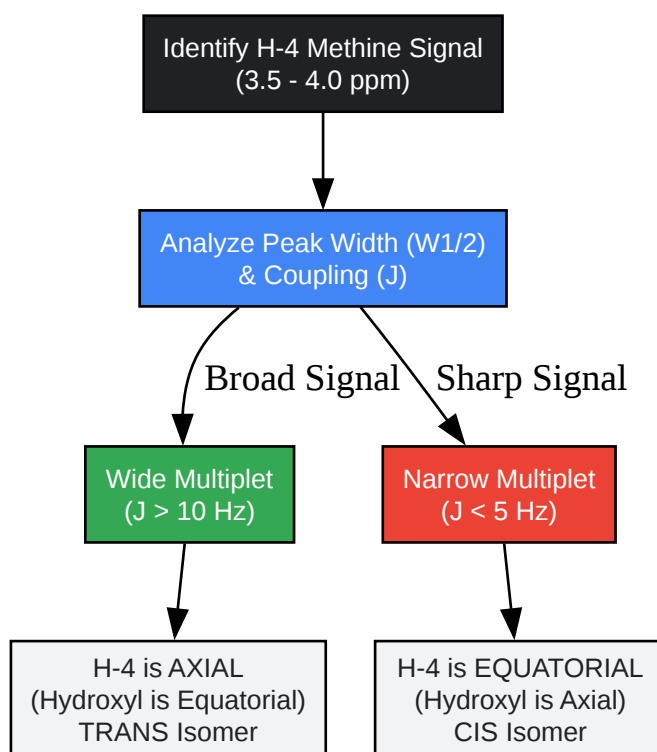 Identify H-4 Methine Signal
(3.5 - 4.0 ppm)
Analyze Peak Width (W1/2)
& Coupling (J)
Broad Signal
Sharp Signal
Wide Multiplet
(J > 10 Hz)
Narrow Multiplet
(J < 5 Hz)
H-4 is AXIAL
(Hydroxyl is Equatorial)
TRANS Isomer
H-4 is EQUATORIAL
(Hydroxyl is Axial)
CIS Isomer